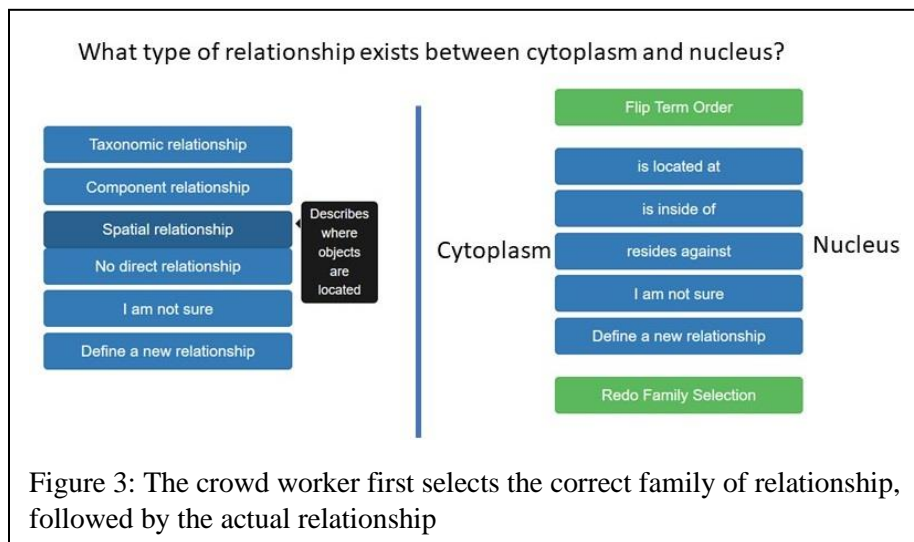 What type of relationship exists between cytoplasm and nucleus?
Taxonomic relationship
Component relationship
Spatial relationship
No direct relationship
I am not sure
Define a new relationship
Describes
where
objects
are
located
Flip Term Order
Cytoplasm
is located at
is inside of
resides against
I am not sure
Define a new relationship
Nucleus
Redo Family Selection
Figure 3: The crowd worker first selects the correct family of relationship,
followed by the actual relationship